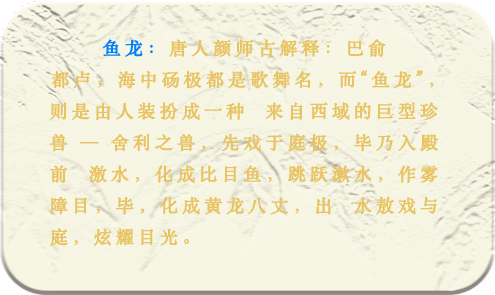 鱼龙：唐人颜师古解释：巴俞
都卢，海中砀极都是歌舞名，而“鱼龙”，
则是由人装扮成一种 来自西域的巨型珍
兽 — 舍利之兽，先戏于庭极，毕乃入殿
前 激水，化成比目鱼，跳跃漱水，作雾
障目，毕，化成黄龙八丈，出 水敖戏与
庭，炫耀目光。